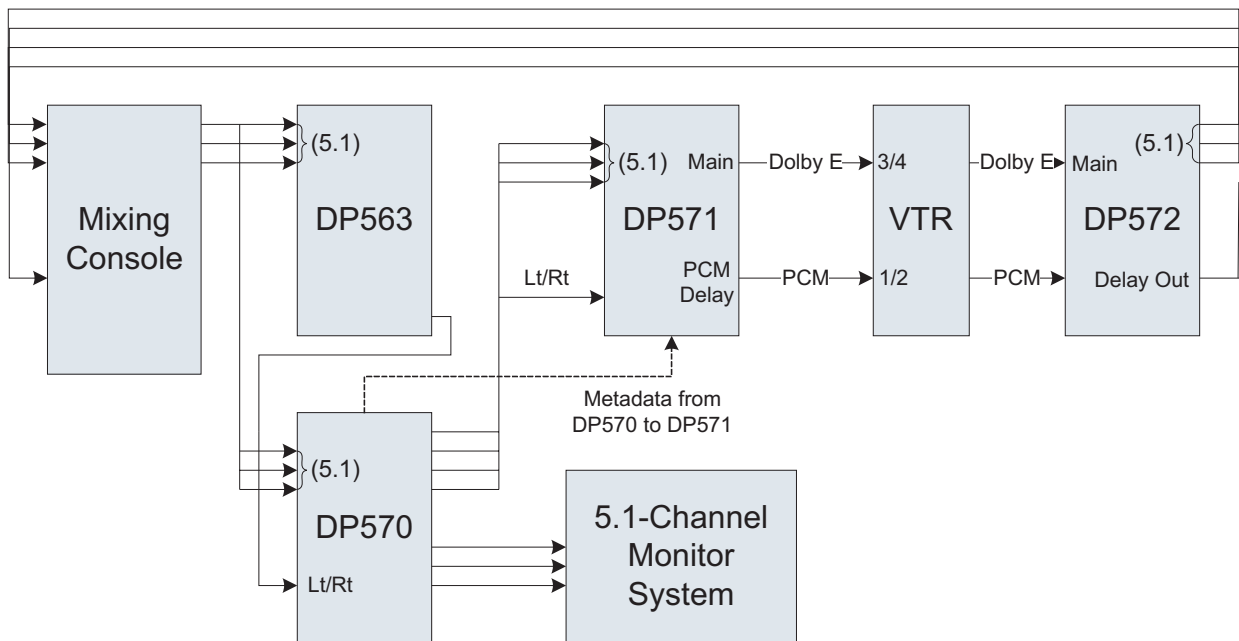 Mixing
Console
(5.1)
DP563
(5.1)
Main
DP571
Lt/Rt
PCM
Delay
Dolby E
PCM
3/4
VTR
1/2
Dolby E
PCM
(5.1)
Main
DP572
Delay Out
Metadata from
DP570 to DP571
(5.1)
DP570
Lt/Rt
5.1-Channel
Monitor
System